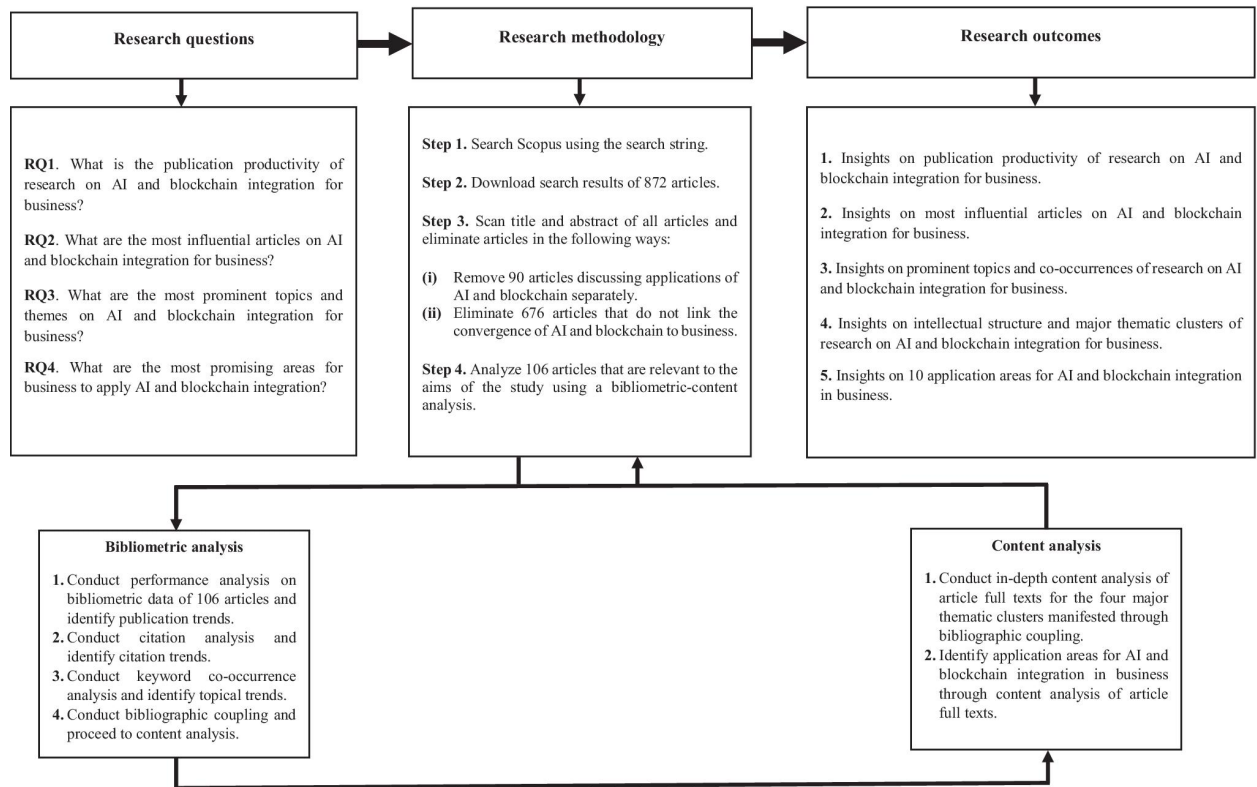 Research questions
Research methodology
Research outcomes
RQ1. What is the publication productivity of
research on AI and blockchain integration for
business?
RQ2. What are the most influential articles on AI
and blockchain integration for business?
RQ3. What are the most prominent topics and
themes on AI and blockchain integration for
business?
RQ4. What are the most promising areas for
business to apply AI and blockchain integration?
Step 1. Search Scopus using the search string.
Step 2. Download search results of 872 articles.
Step 3. Scan title and abstract of all articles and
eliminate articles in the following ways:
(i) Remove 90 articles discussing applications of
AI and blockchain separately.
(ii) Eliminate 676 articles that do not link the
convergence of AI and blockchain to business.
Step 4. Analyze 106 articles that are relevant to the
aims of the study using a bibliometric-content
analysis.
1. Insights on publication productivity of research on AI and
blockchain integration for business.
2. Insights on most influential articles on AI and blockchain
integration for business.
3. Insights on prominent topics and co-occurrences of research on AI
and blockchain integration for business.
4. Insights on intellectual structure and major thematic clusters of
research on AI and blockchain integration for business.
5. Insights on 10 application areas for AI and blockchain integration
in business.
Bibliometric analysis
1. Conduct performance analysis on
bibliometric data of 106 articles and
identify publication trends.
2. Conduct citation analysis and
identify citation trends.
3. Conduct keyword co-occurrence
analysis and identify topical trends.
4. Conduct bibliographic coupling and
proceed to content analysis.
Content analysis
1. Conduct in-depth content analysis of
article full texts for the four major
thematic clusters manifested through
bibliographic coupling.
2. Identify application areas for AI and
blockchain integration in business
through content analysis of article
full texts.